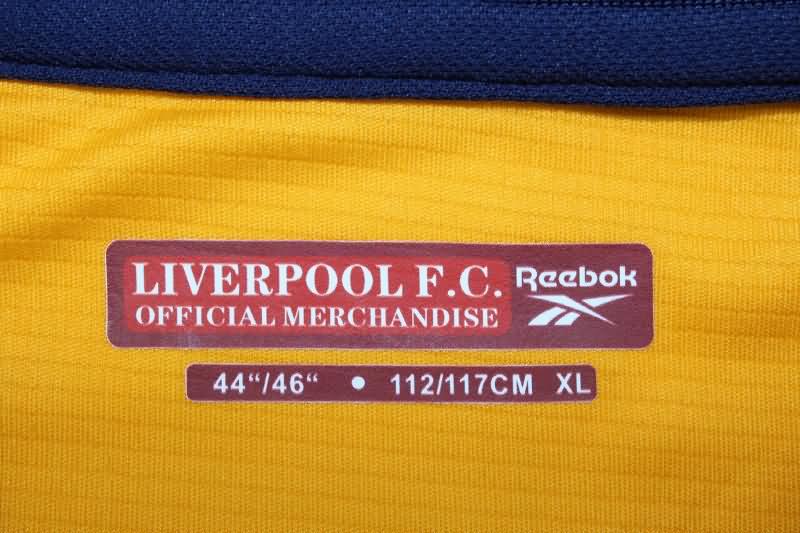 LIVERPOOL F.C.
OFFICIAL MERCHANDISE
Reebok
44“/46“ • 112/117CM XL